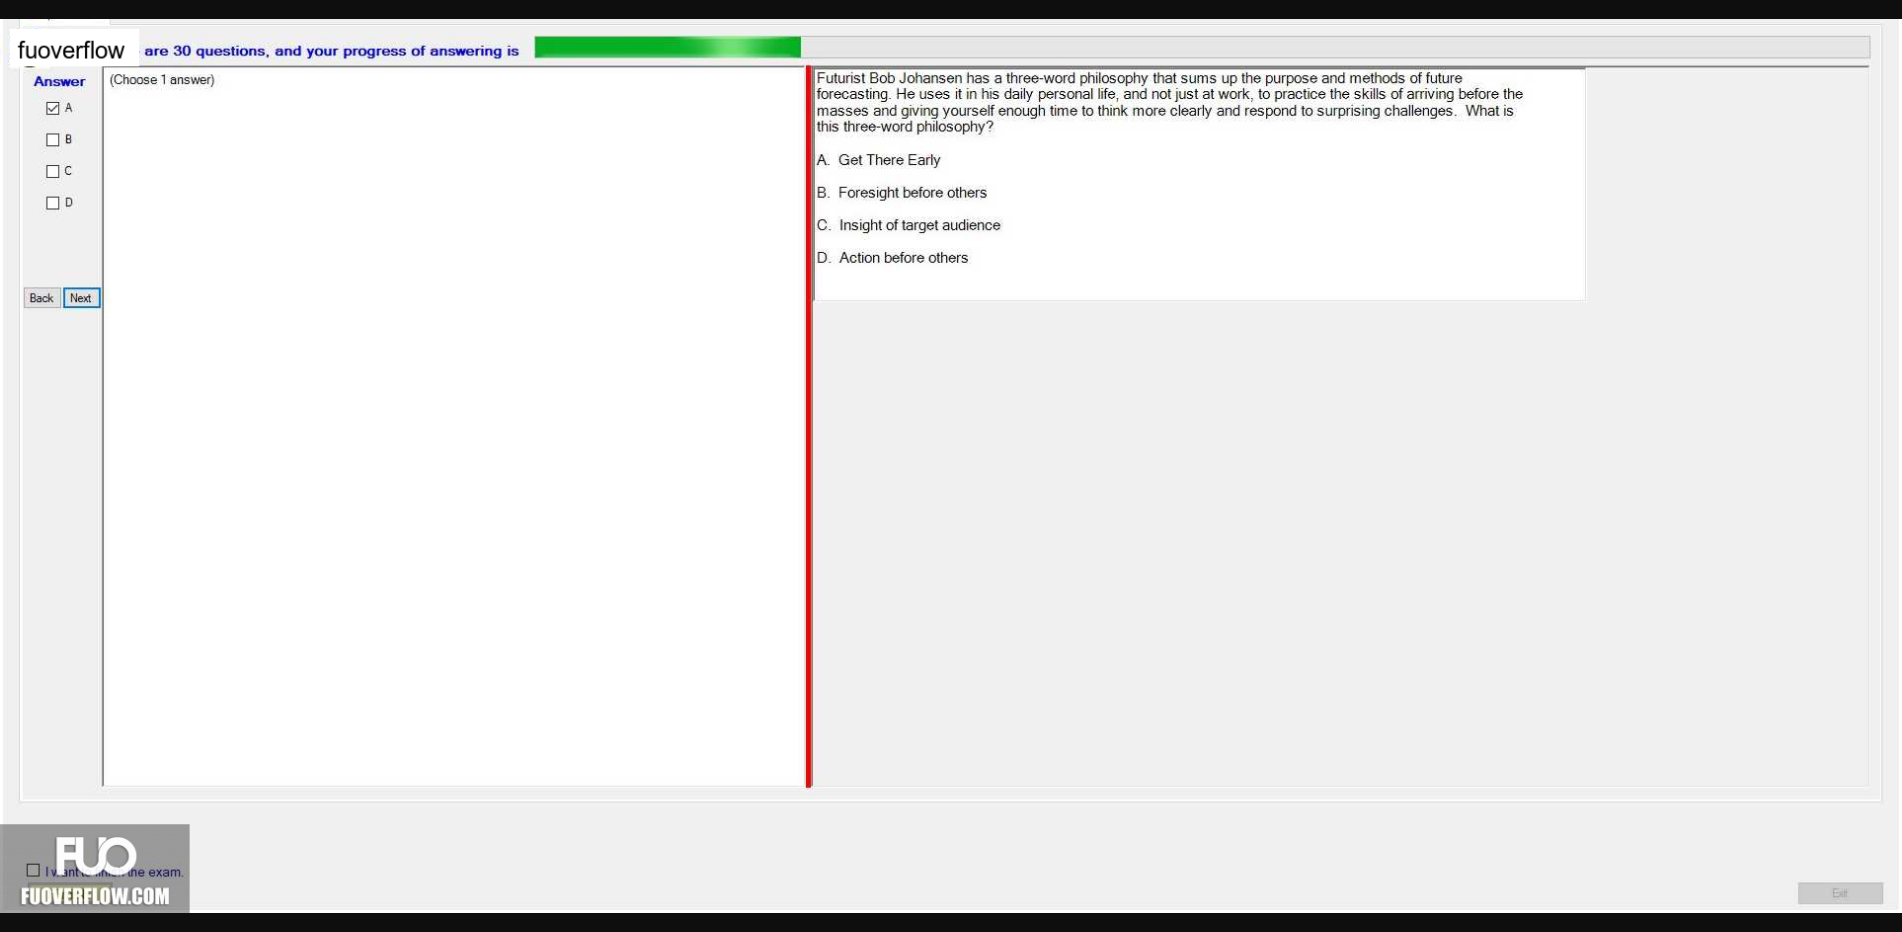 fuoverflow are 30 questions, and your progress of answering is
Answer
(Choose 1 answer)
A
B
C
D
Back Next
Futurist Bob Johansen has a three-word philosophy that sums up the purpose and methods of future
forecasting. He uses it in his daily personal life, and not just at work, to practice the skills of arriving before the
masses and giving yourself enough time to think more clearly and respond to surprising challenges. What is
this three-word philosophy?
A. Get There Early
B. Foresight before others
C. Insight of target audience
D. Action before others
FUO
I want to finish the exam.
FUOVERFLOW.COM
Exit